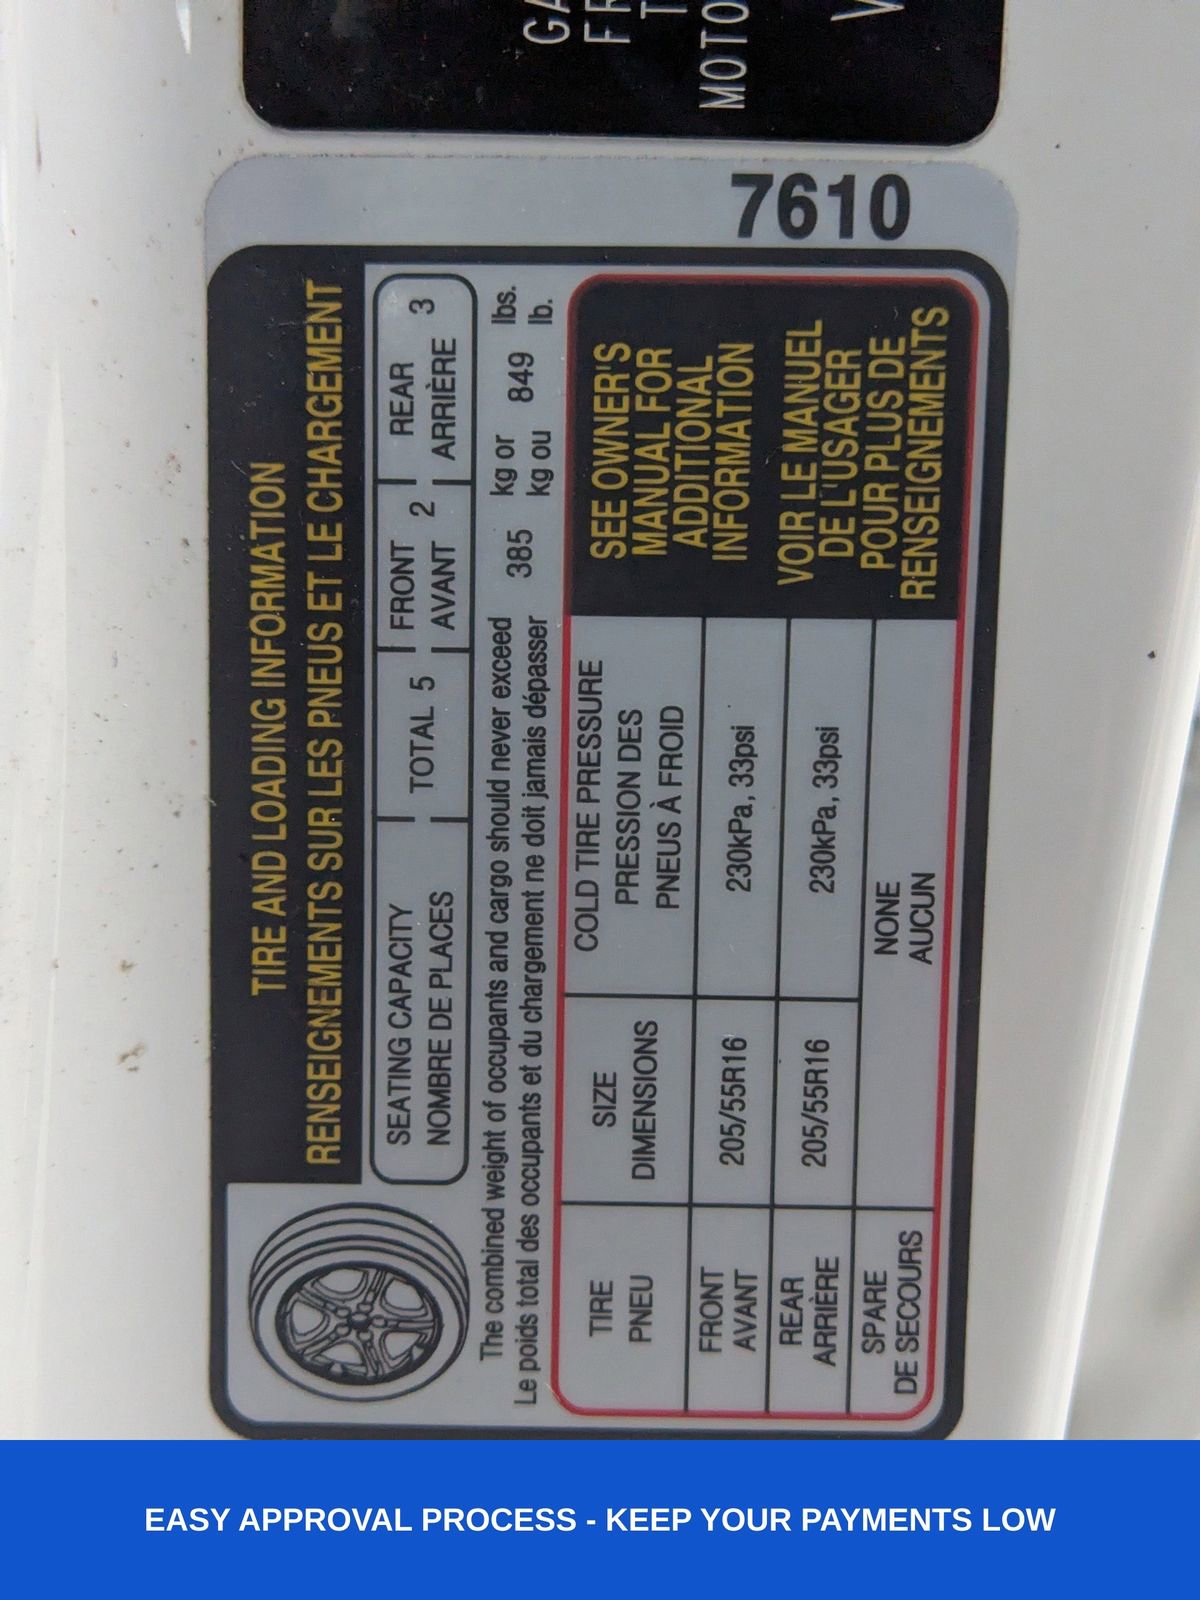 7610
TIRE AND LOADING INFORMATION
RENSEIGNEMENTS SUR LES PNEUS ET LE CHARGEMENT
SEATING CAPACITY
NOMBRE DE PLACES
TOTAL 5
FRONT
AVANT 2
REAR
ARRIÈRE 3
The combined weight of occupants and cargo should never exceed 385 kg or 849 lbs.
Le poids total des occupants et du chargement ne doit jamais dépasser kg ou lb.
TIRE
PNEU
SIZE
DIMENSIONS
COLD TIRE PRESSURE
PRESSION DES
PNEUS À FROID
FRONT
AVANT
205/55R16
230kPa, 33psi
REAR
ARRIÈRE
205/55R16
230kPa, 33psi
SPARE
DE SECOURS
NONE
AUCUN
SEE OWNER'S
MANUAL FOR
ADDITIONAL
INFORMATION
VOIR LE MANUEL
DE L'USAGER
POUR PLUS DE
RENSEIGNEMENTS
EASY APPROVAL PROCESS - KEEP YOUR PAYMENTS LOW